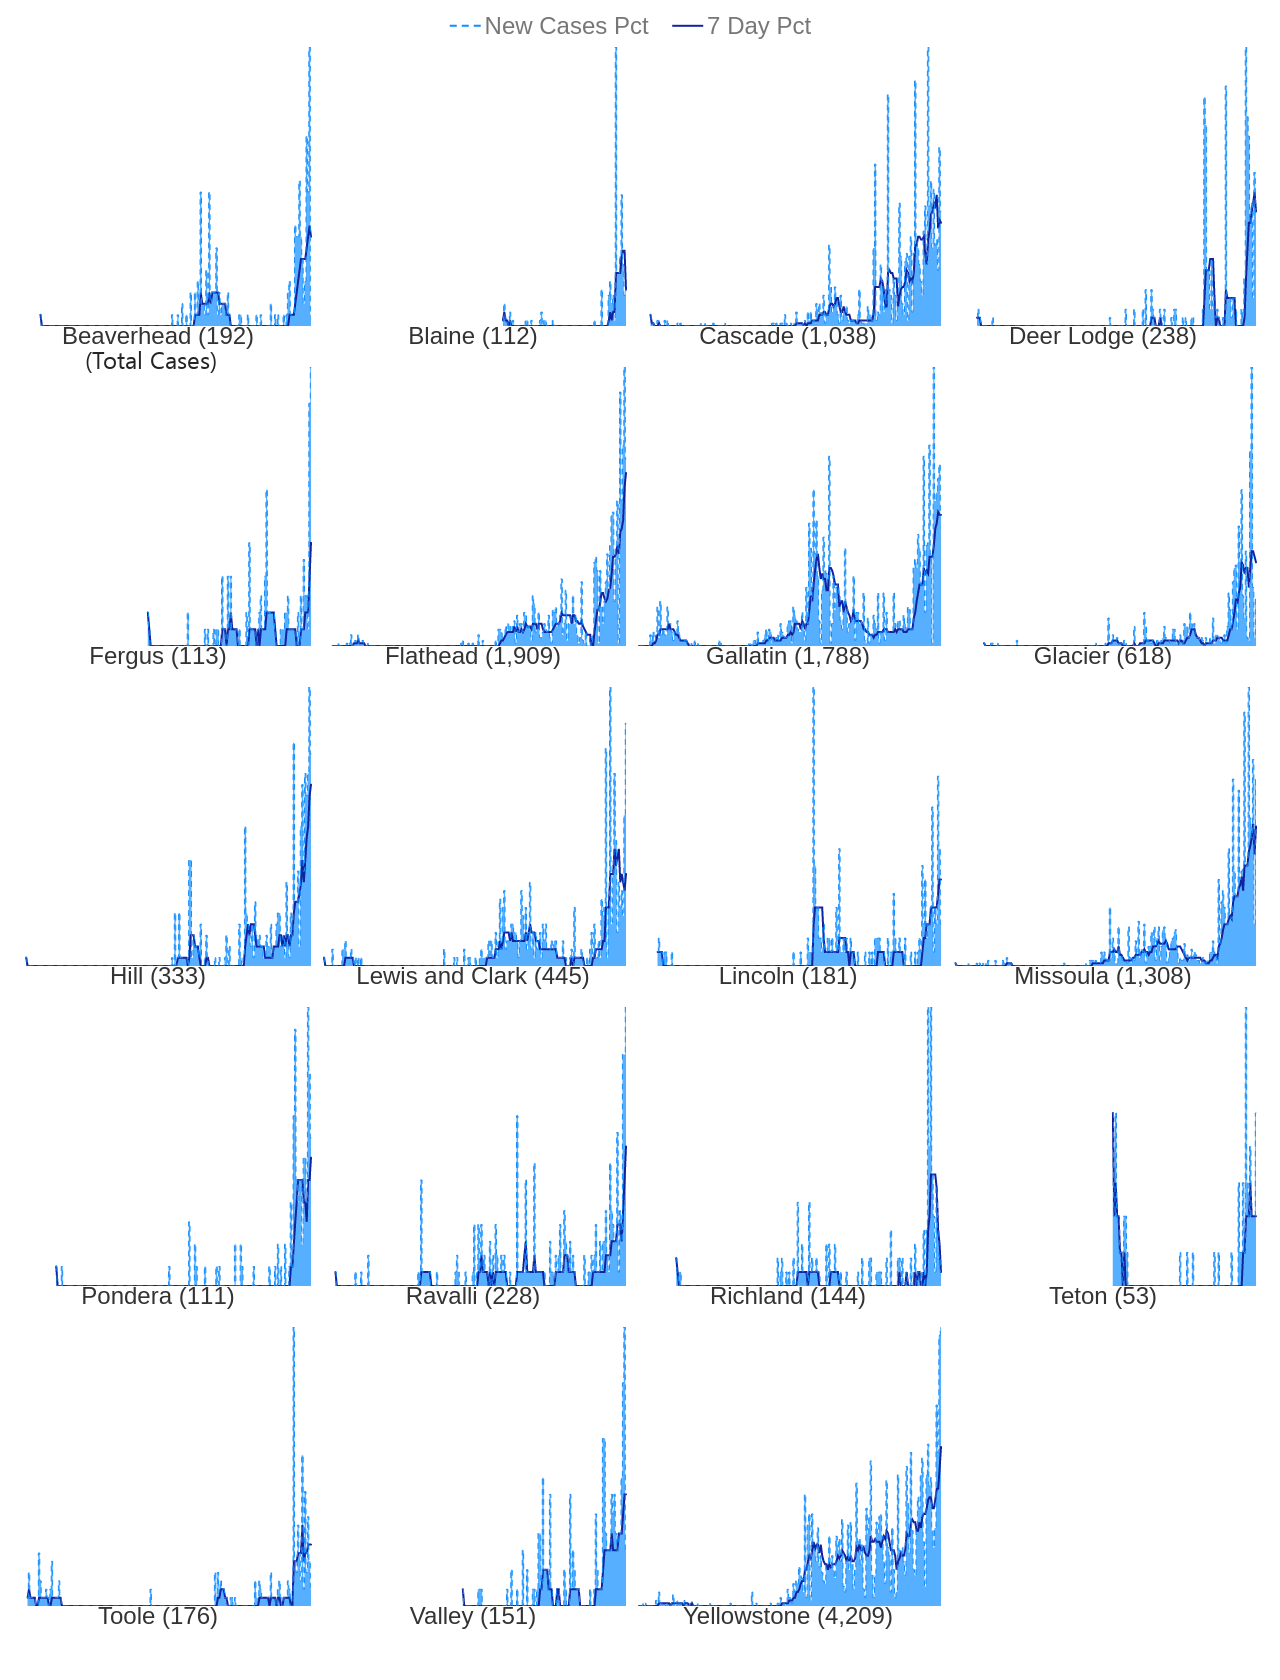 New Cases Pct 7 Day Pct
Beaverhead (192) Blaine (112) Cascade (1,038) Deer Lodge (238)
(Total Cases)
Fergus (113) Flathead (1,909) Gallatin (1,788) Glacier (618)
Hill (333) Lewis and Clark (445) Lincoln (181) Missoula (1,308)
Pondera (111) Ravalli (228) Richland (144) Teton (53)
Toole (176) Valley (151) Yellowstone (4,209)